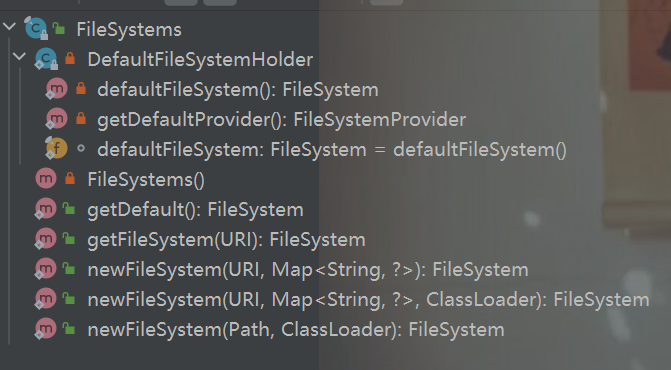 FileSystems
DefaultFileSystemHolder
defaultFileSystem(): FileSystem
getDefaultProvider(): FileSystemProvider
defaultFileSystem: FileSystem = defaultFileSystem()
FileSystems()
getDefault(): FileSystem
getFileSystem(URI): FileSystem
newFileSystem(URI, Map<String, ?>): FileSystem
newFileSystem(URI, Map<String, ?>, ClassLoader): FileSystem
newFileSystem(Path, ClassLoader): FileSystem